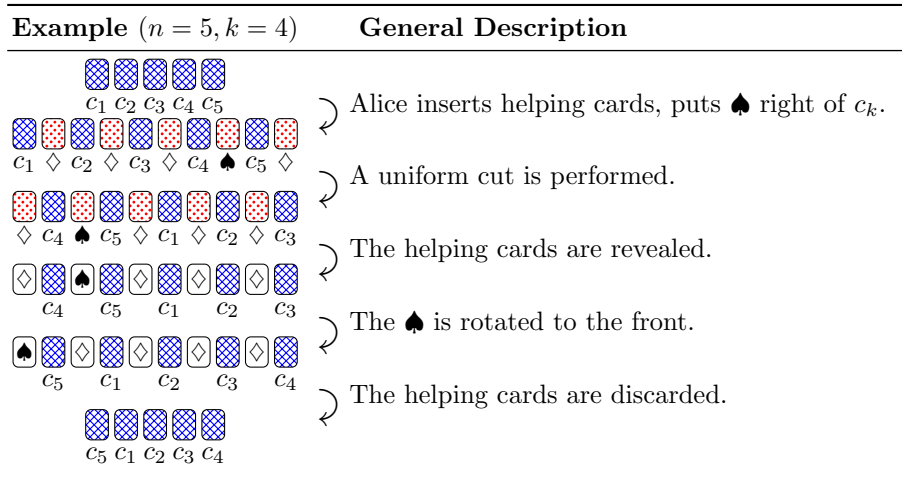 Example (n = 5, k = 4) General Description
c₁ c₂ c₃ c₄ c₅
Alice inserts helping cards, puts ♠ right of cₖ.
c₁ ♢ c₂ ♢ c₃ ♢ c₄ ♠ c₅ ♢
A uniform cut is performed.
♢ c₄ ♠ c₅ ♢ c₁ ♢ c₂ ♢ c₃
The helping cards are revealed.
♢ ♠ ♢ ♢ ♢
c₄ c₅ c₁ c₂ c₃
The ♠ is rotated to the front.
♠ ♢ ♢ ♢ ♢
c₅ c₁ c₂ c₃ c₄
The helping cards are discarded.
c₅ c₁ c₂ c₃ c₄